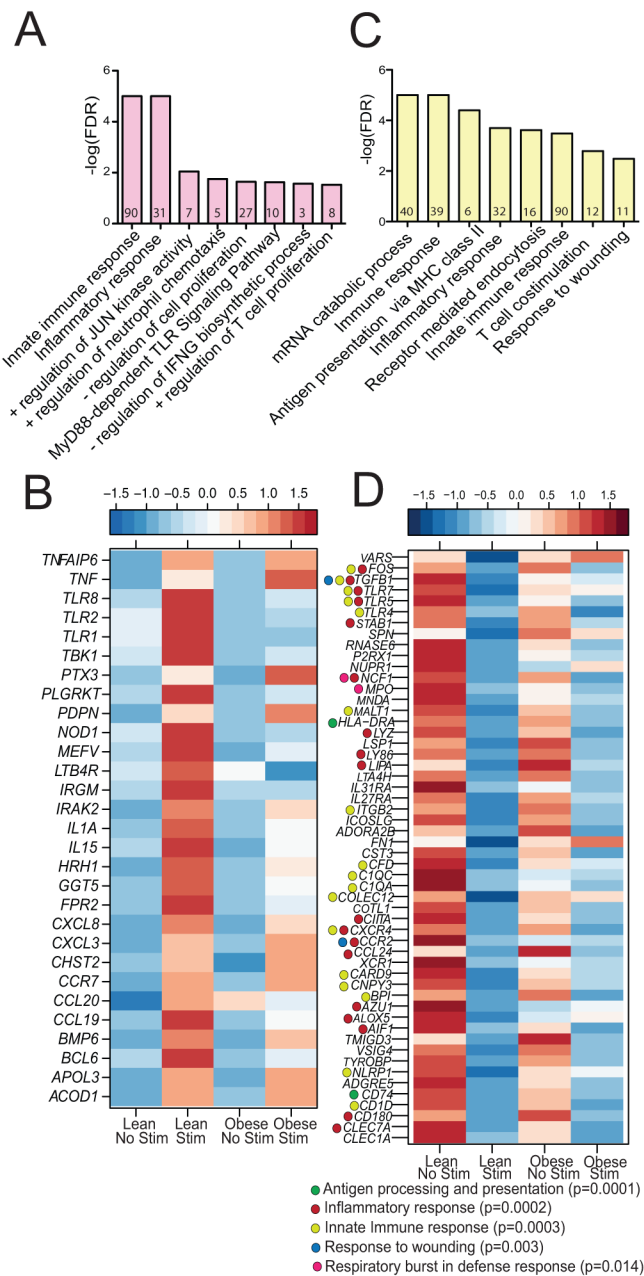 A
-log(FDR)
6
4
2
0
90
31
7
5
27
10
3
8
Innate immune response
Inflammatory response
+ regulation of JUN kinase activity
+ regulation of neutrophil chemotaxis
- regulation of cell proliferation
MyD88-dependent TLR Signaling Pathway
- regulation of IFNG biosynthetic process
+ regulation of T cell proliferation
C
-log(FDR)
6
4
2
0
40
39
6
32
16
90
12
11
mRNA catabolic process
Immune response
Antigen presentation via MHC class II
Inflammatory response
Receptor mediated endocytosis
Innate immune response
T cell costimulation
Response to wounding
B
-1.5 -1.0 -0.5 0.0 0.5 1.0 1.5
TNFAIP6
TNF
TLR8
TLR2
TLR1
TBK1
PTX3
PLGRKT
PDPN
NOD1
MEFV
LTB4R
IRGM
IRAK2
IL1A
IL15
HRH1
GGT5
FPR2
CXCL8
CXCL3
CHST2
CCR7
CCL20
CCL19
BMP6
BCL6
APOL3
ACOD1
Lean No Stim
Lean Stim
Obese No Stim
Obese Stim
D
-1.5 -1.0 -0.5 0.0 0.5 1.0 1.5
VARS
FOS
TGFB1
TLR7
TLR5
TLR4
STAB1
SPN
RNASE6
P2RX1
NUPR1
NCF1
MPO
MNDA
MALT1
HLA-DRA
LYZ
LSP1
LY86
LIPA
LTA4H
IL31RA
IL27RA
ITGB2
ICOSLG
ADORA2B
FN1
CST3
CFD
C1QC
C1QA
COLEC12
COTL1
CIITA
CXCR4
CCR2
CCL24
XCR1
CARD9
CNPY3
BPI
AZU1
ALOX5
AIF1
TMIGD3
VSIG4
TYROBP
NLRP1
ADGRE5
CD74
CD1D
CD180
CLEC7A
CLEC1A
Lean No Stim
Lean Stim
Obese No Stim
Obese Stim
Antigen processing and presentation (p=0.0001)
Inflammatory response (p=0.0002)
Innate Immune response (p=0.0003)
Response to wounding (p=0.003)
Respiratory burst in defense response (p=0.014)